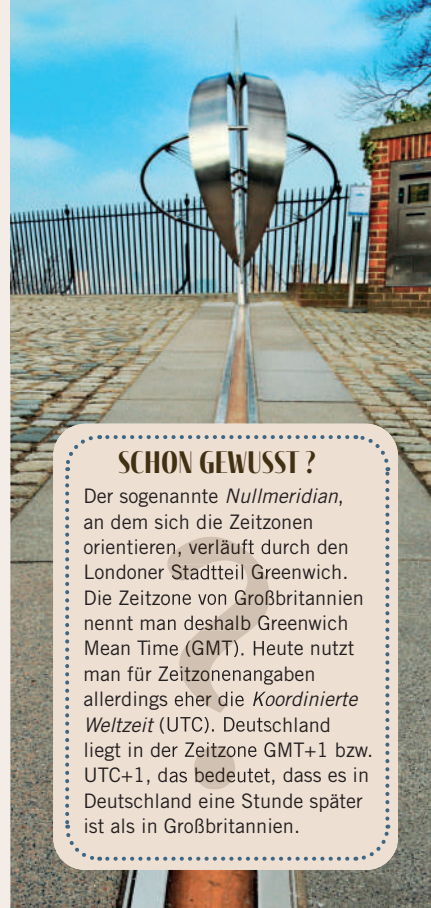 SCHON GEWUSST ?
Der sogenannte Nullmeridian,
an dem sich die Zeitzonen
orientieren, verläuft durch den
Londoner Stadtteil Greenwich.
Die Zeitzone von Großbritannien
nennt man deshalb Greenwich
Mean Time (GMT). Heute nutzt
man für Zeitzonenangaben
allerdings eher die Koordinierte
Weltzeit (UTC). Deutschland
liegt in der Zeitzone GMT+1 bzw.
UTC+1, das bedeutet, dass es in
Deutschland eine Stunde später
ist als in Großbritannien.